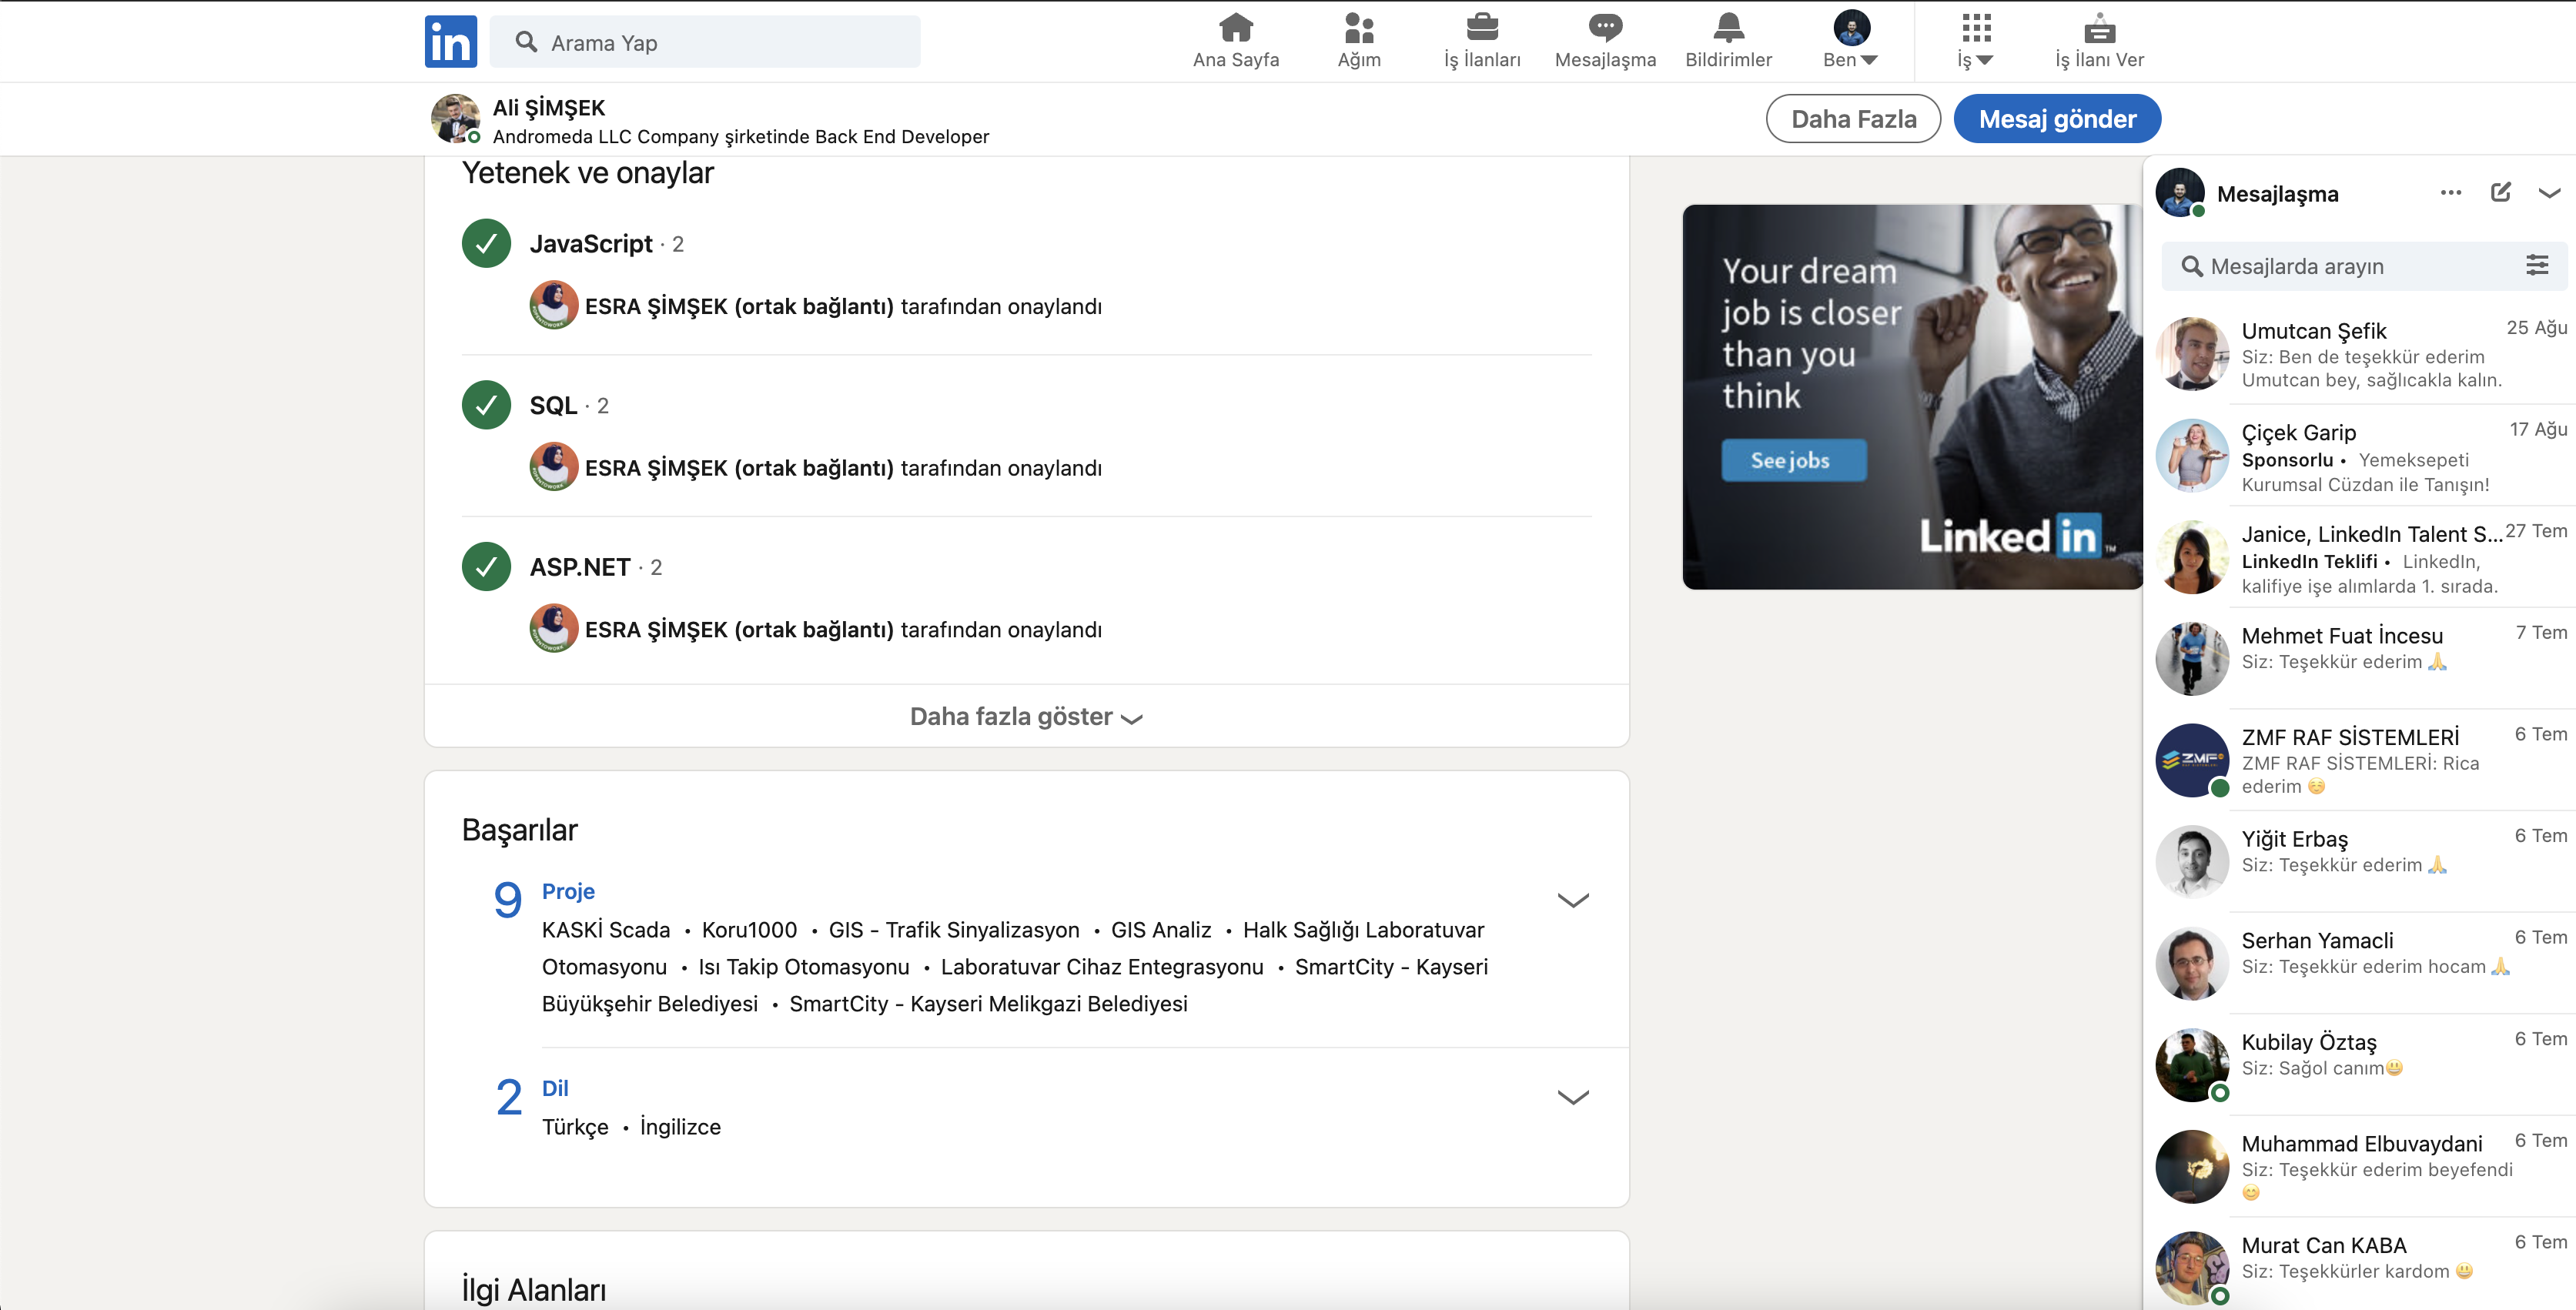 in
Arama Yap
Ana Sayfa
Ağım
İş İlanları
Mesajlaşma
Bildirimler
Ben
İş
İş İlanı Ver
Ali ŞİMŞEK
Andromeda LLC Company şirketinde Back End Developer
Daha Fazla
Mesaj gönder
Yetenek ve onaylar
JavaScript · 2
ESRA ŞİMŞEK (ortak bağlantı) tarafından onaylandı
SQL · 2
ESRA ŞİMŞEK (ortak bağlantı) tarafından onaylandı
ASP.NET · 2
ESRA ŞİMŞEK (ortak bağlantı) tarafından onaylandı
Daha fazla göster
Başarılar
9 Proje
KASKİ Scada • Koru1000 • GIS - Trafik Sinyalizasyon • GIS Analiz • Halk Sağlığı Laboratuvar
Otomasyonu • Isı Takip Otomasyonu • Laboratuvar Cihaz Entegrasyonu • SmartCity - Kayseri
Büyükşehir Belediyesi • SmartCity - Kayseri Melikgazi Belediyesi
2 Dil
Türkçe • İngilizce
İlgi Alanları
Your dream
job is closer
than you
think
See jobs
Linked in ™
Mesajlaşma
Mesajlarda arayın
Umutcan Şefik 25 Ağu
Siz: Ben de teşekkür ederim
Umutcan bey, sağlıcakla kalın.
Çiçek Garip 17 Ağu
Sponsorlu • Yemeksepeti
Kurumsal Cüzdan ile Tanışın!
Janice, LinkedIn Talent S... 27 Tem
LinkedIn Teklifi • LinkedIn,
kalifiye işe alımlarda 1. sırada.
Mehmet Fuat İncesu 7 Tem
Siz: Teşekkür ederim 🙏
ZMF RAF SİSTEMLERİ 6 Tem
ZMF RAF SİSTEMLERİ: Rica
ederim ☺️
ZMF
Yiğit Erbaş 6 Tem
Siz: Teşekkür ederim 🙏
Serhan Yamacli 6 Tem
Siz: Teşekkür ederim hocam 🙏
Kubilay Öztaş 6 Tem
Siz: Sağol canım😃
Muhammad Elbuvaydani 6 Tem
Siz: Teşekkür ederim beyefendi
😊
Murat Can KABA 6 Tem
Siz: Teşekkürler kardom 😃